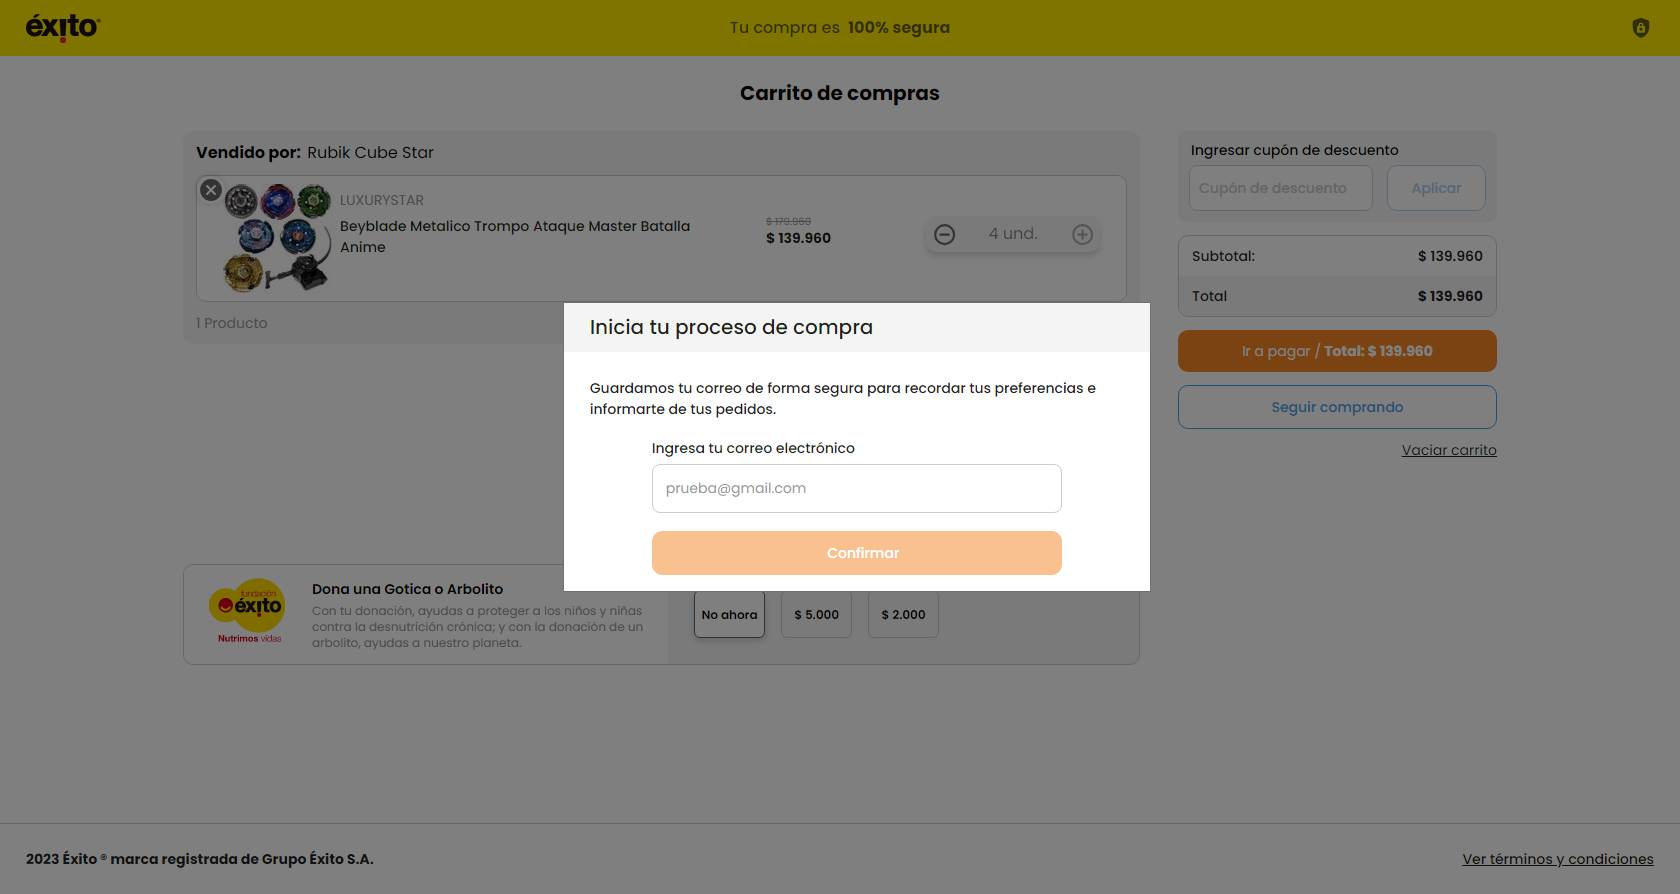 éxito®
Tu compra es 100% segura
Carrito de compras
Vendido por: Rubik Cube Star
LUXURYSTAR
Beyblade Metalico Trompo Ataque Master Batalla
Anime
$ 179.960
$ 139.960
4 und.
1 Producto
Ingresar cupón de descuento
Cupón de descuento
Aplicar
Subtotal: $ 139.960
Total $ 139.960
Ir a pagar / Total: $ 139.960
Seguir comprando
Vaciar carrito
Inicia tu proceso de compra
Guardamos tu correo de forma segura para recordar tus preferencias e
informarte de tus pedidos.
Ingresa tu correo electrónico
prueba@gmail.com
Confirmar
fundación
éxito
Nutrimos vidas
Dona una Gotica o Arbolito
Con tu donación, ayudas a proteger a los niños y niñas
contra la desnutrición crónica; y con la donación de un
arbolito, ayudas a nuestro planeta.
No ahora
$ 5.000
$ 2.000
2023 Éxito ® marca registrada de Grupo Éxito S.A.
Ver términos y condiciones